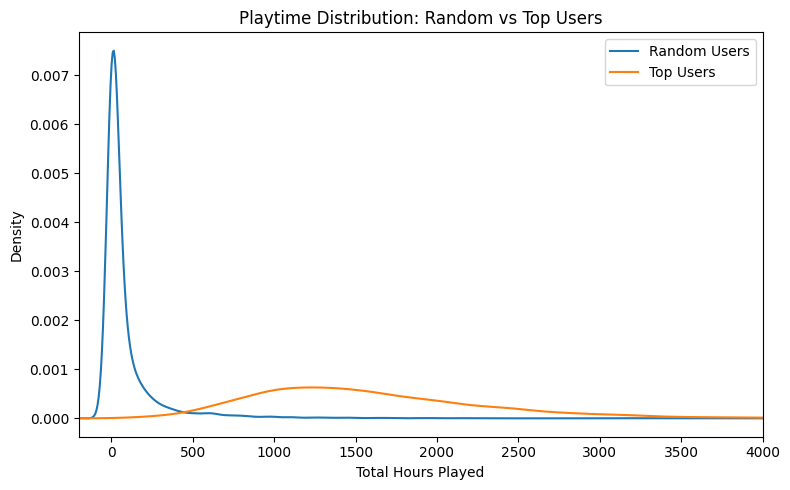 Playtime Distribution: Random vs Top Users
Random Users
Top Users
Density
0.007
0.006
0.005
0.004
0.003
0.002
0.001
0.000
0 500 1000 1500 2000 2500 3000 3500 4000
Total Hours Played